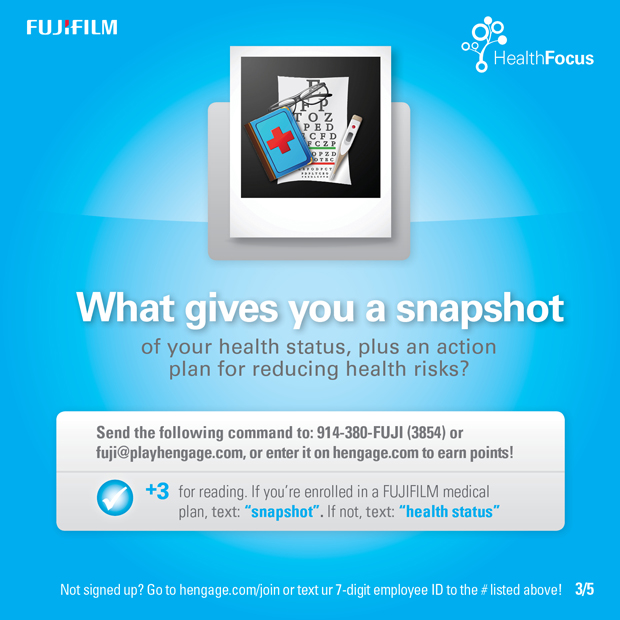 FUJIFILM
HealthFocus
F
F P
T O Z
P E D
E C F D
F C Z P
What gives you a snapshot
of your health status, plus an action
plan for reducing health risks?
Send the following command to: 914-380-FUJI (3854) or
fuji@playhengage.com, or enter it on hengage.com to earn points!
+3 for reading. If you're enrolled in a FUJIFILM medical
plan, text: “snapshot”. If not, text: “health status”
Not signed up? Go to hengage.com/join or text ur 7-digit employee ID to the # listed above! 3/5